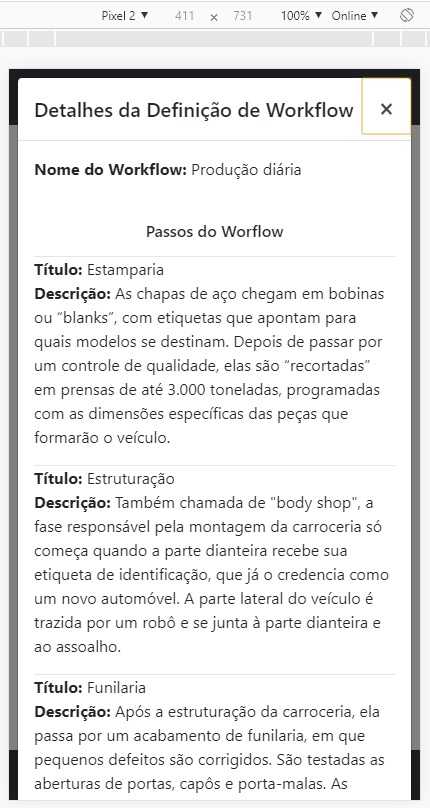 Pixel 2 ▼ 411 × 731 100% ▼ Online ▼
Detalhes da Definição de Workflow ×
Nome do Workflow: Produção diária
Passos do Worflow
Título: Estamparia
Descrição: As chapas de aço chegam em bobinas
ou “blanks”, com etiquetas que apontam para
quais modelos se destinam. Depois de passar por
um controle de qualidade, elas são “recortadas”
em prensas de até 3.000 toneladas, programadas
com as dimensões específicas das peças que
formarão o veículo.
Título: Estruturação
Descrição: Também chamada de "body shop", a
fase responsável pela montagem da carroceria só
começa quando a parte dianteira recebe sua
etiqueta de identificação, que já o credencia como
um novo automóvel. A parte lateral do veículo é
trazida por um robô e se junta à parte dianteira e
ao assoalho.
Título: Funilaria
Descrição: Após a estruturação da carroceria, ela
passa por um acabamento de funilaria, em que
pequenos defeitos são corrigidos. São testadas as
aberturas de portas, capôs e porta-malas. As